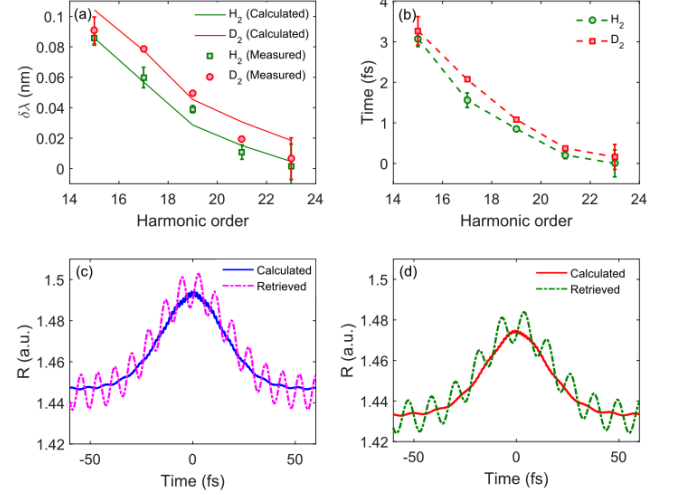 (a)
H2 (Calculated)
D2 (Calculated)
H2 (Measured)
D2 (Measured)
0.1
0.08
0.06
0.04
0.02
0
δλ (nm)
14 16 18 20 22 24
Harmonic order
(b)
H2
D2
4
3
2
1
0
Time (fs)
14 16 18 20 22 24
Harmonic order
(c)
Calculated
Retrieved
1.5
1.48
1.46
1.44
1.42
R (a.u.)
-50 0 50
Time (fs)
(d)
Calculated
Retrieved
1.5
1.48
1.46
1.44
1.42
R (a.u.)
-50 0 50
Time (fs)